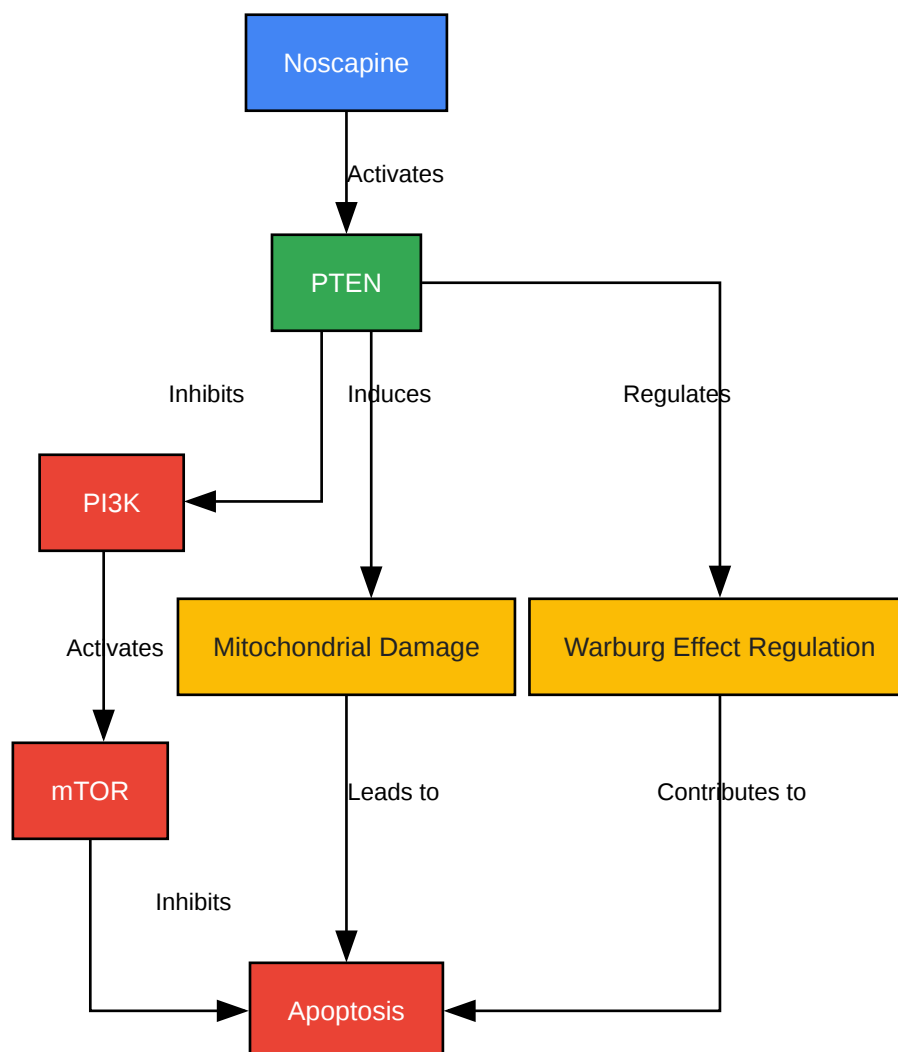 Noscapine
Activates
PTEN
Inhibits
Induces
Regulates
PI3K
Mitochondrial Damage
Warburg Effect Regulation
Activates
mTOR
Leads to
Contributes to
Inhibits
Apoptosis